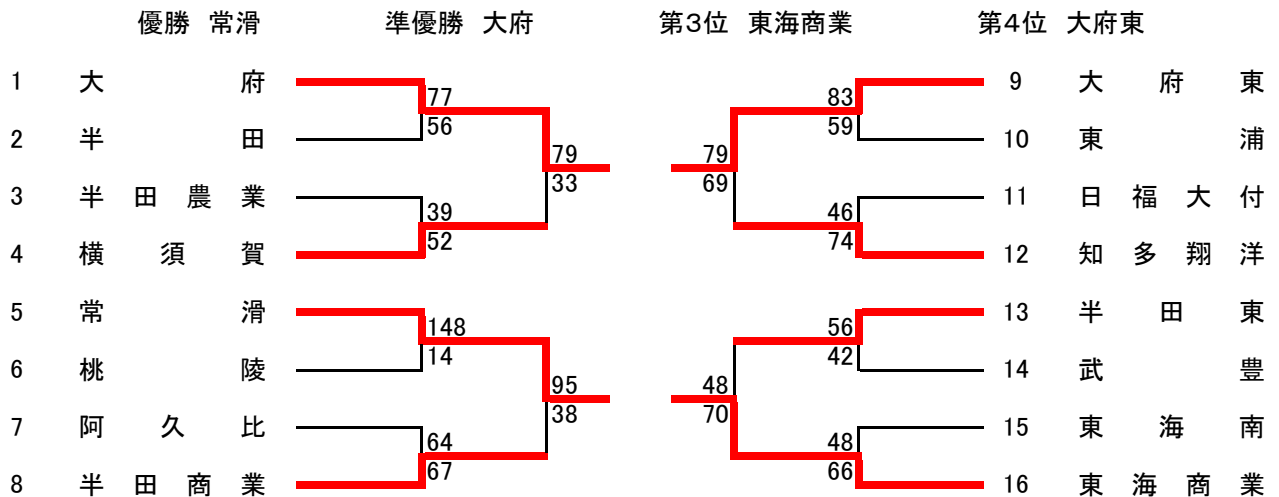 優勝 常滑 準優勝 大府 第3位 東海商業 第4位 大府東
1 大府 77 83 9 大府東
2 半田 56 59 10 東浦
79 33 79 69
3 半田農業 39 46 11 日福大付
4 横須賀 52 74 12 知多翔洋
5 常滑 148 56 13 半田東
6 桃陵 14 42 14 武豊
95 38 48 70
7 阿久比 64 48 15 東海南
8 半田商業 67 66 16 東海商業